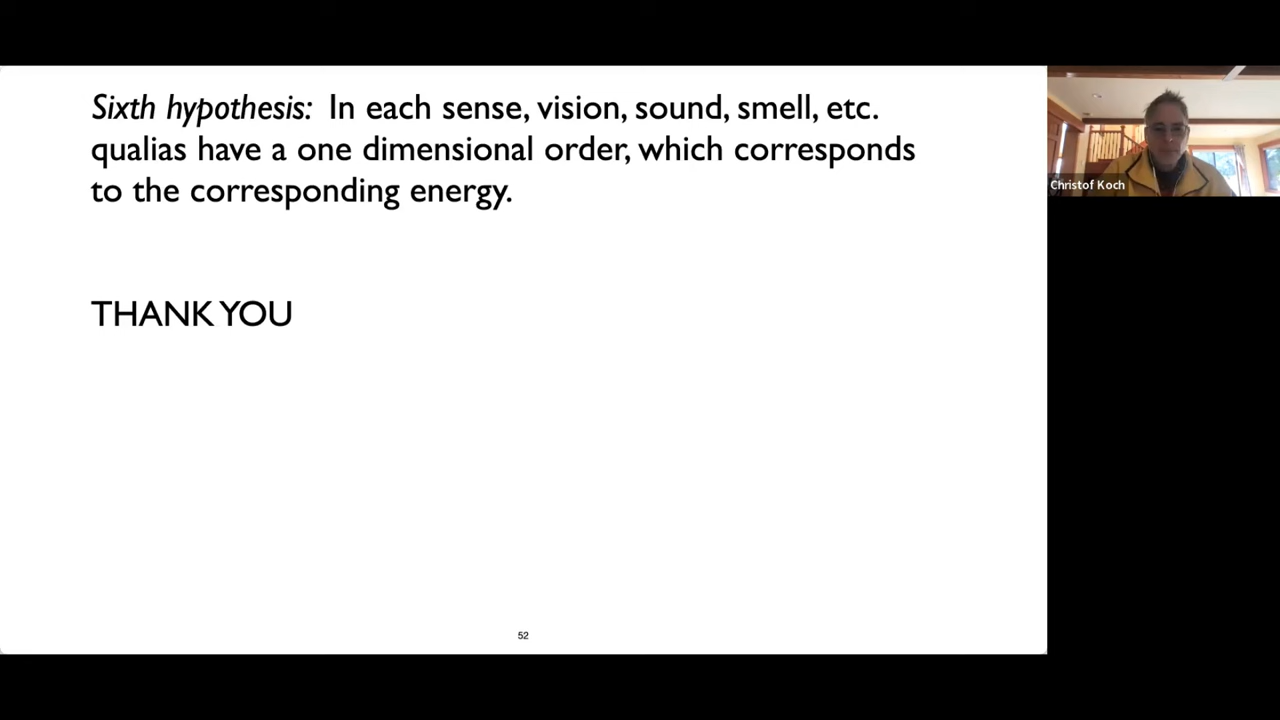 Sixth hypothesis: In each sense, vision, sound, smell, etc.
qualias have a one dimensional order, which corresponds
to the corresponding energy.
THANK YOU
52
Christof Koch